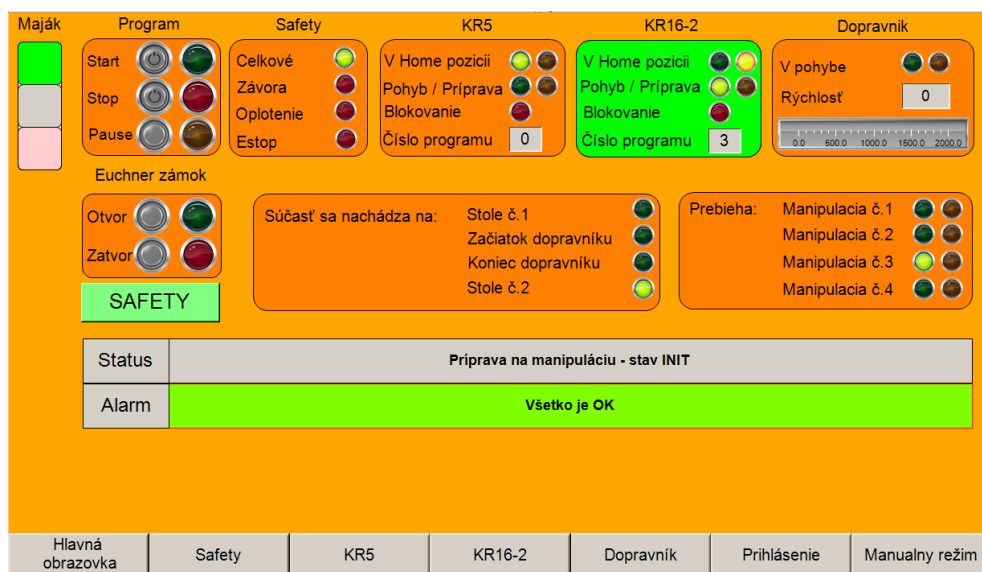 Maják
Program
Safety
KR5
KR16-2
Dopravnik
Start
Stop
Pause
Celkové
Závora
Oplotenie
Estop
V Home pozicii
Pohyb / Príprava
Blokovanie
Číslo programu 0
V Home pozicii
Pohyb / Príprava
Blokovanie
Číslo programu 3
V pohybe
Rýchlosť 0
0.0 500.0 1000.0 1500.0 2000.0
Euchner zámok
Otvor
Zatvor
SAFETY
Súčasť sa nachádza na:
Stole č.1
Začiatok dopravníku
Koniec dopravníku
Stole č.2
Prebieha:
Manipulacia č.1
Manipulacia č.2
Manipulacia č.3
Manipulacia č.4
Status
Príprava na manipuláciu - stav INIT
Alarm
Všetko je OK
Hlavná
obrazovka
Safety
KR5
KR16-2
Dopravník
Prihlásenie
Manualny režim